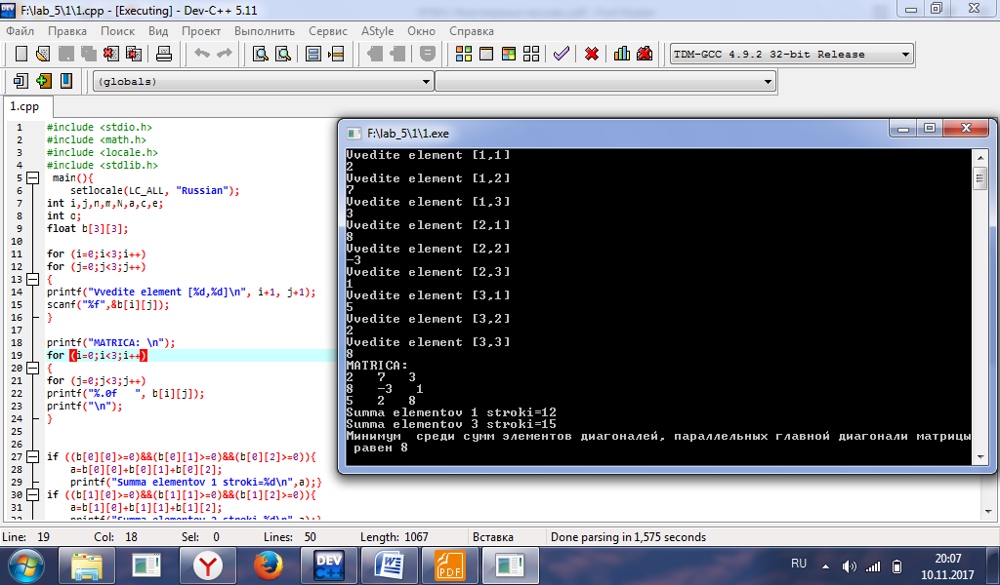 F:\lab_5\1\1.cpp - [Executing] - Dev-C++ 5.11
Файл Правка Поиск Вид Проект Выполнить Сервис AStyle Окно Справка
TDM-GCC 4.9.2 32-bit Release
(globals)
1.cpp
1 #include <stdio.h>
2 #include <math.h>
3 #include <locale.h>
4 #include <stdlib.h>
5 main(){
6 setlocale(LC_ALL, "Russian");
7 int i,j,n,m,N,a,c,e;
8 int o;
9 float b[3][3];
10
11 for (i=0;i<3;i++)
12 for (j=0;j<3;j++)
13 {
14 printf("Vvedite element [%d,%d]\n", i+1, j+1);
15 scanf("%f",&b[i][j]);
16 }
17
18 printf("MATRICA: \n");
19 for (i=0;i<3;i++)
20 {
21 for (j=0;j<3;j++)
22 printf("%.0f   ", b[i][j]);
23 printf("\n");
24 }
25
26
27 if ((b[0][0]>=0)&&(b[0][1]>=0)&&(b[0][2]>=0)){
28 a=b[0][0]+b[0][1]+b[0][2];
29 printf("Summa elementov 1 stroki=%d\n",a);}
30 if ((b[1][0]>=0)&&(b[1][1]>=0)&&(b[1][2]>=0)){
31 a=b[1][0]+b[1][1]+b[1][2];
F:\lab_5\1\1.exe
Vvedite element [1,1]
2
Vvedite element [1,2]
7
Vvedite element [1,3]
3
Vvedite element [2,1]
8
Vvedite element [2,2]
-3
Vvedite element [2,3]
1
Vvedite element [3,1]
5
Vvedite element [3,2]
2
Vvedite element [3,3]
8
MATRICA:
2   7   3
8   -3   1
5   2   8
Summa elementov 1 stroki=12
Summa elementov 3 stroki=15
Минимум  среди сумм элементов диагоналей, параллельных главной диагонали матрицы
равен 8
Line: 19 Col: 18 Sel: 0 Lines: 50 Length: 1067 Вставка Done parsing in 1,575 seconds
DEV
PDF
RU
20:07
10.11.2017